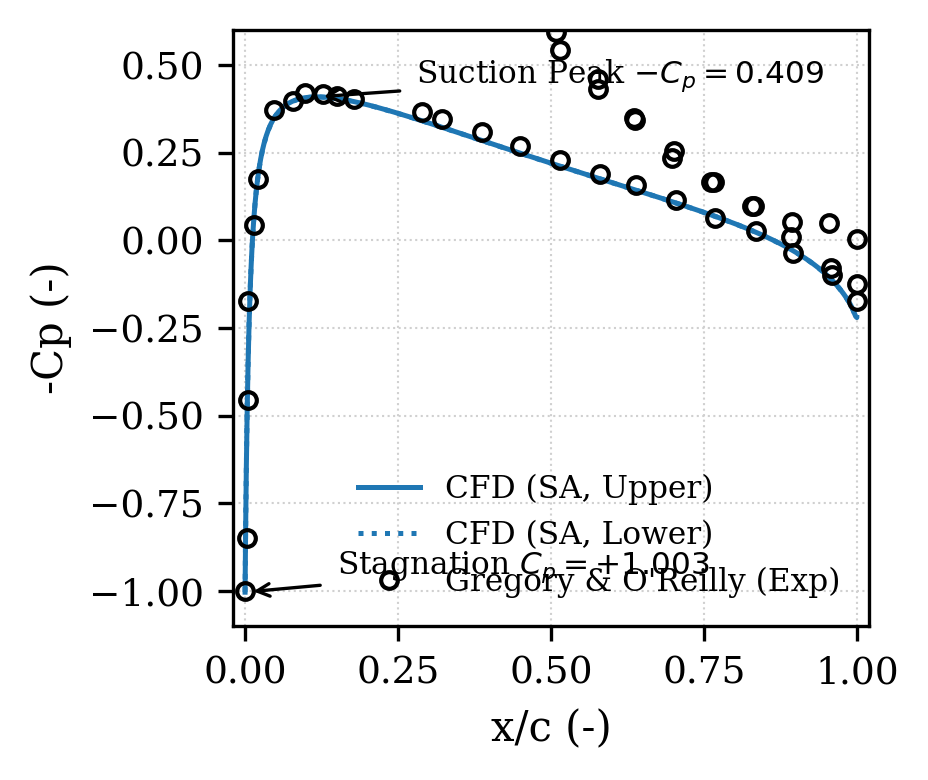 0.50
0.25
0.00
−0.25
−0.50
−0.75
−1.00
-Cp (-)
Suction Peak −Cₚ = 0.409
CFD (SA, Upper)
CFD (SA, Lower)
Stagnation Cₚ = +1.003
Gregory & O'Reilly (Exp)
0.00 0.25 0.50 0.75 1.00
x/c (-)